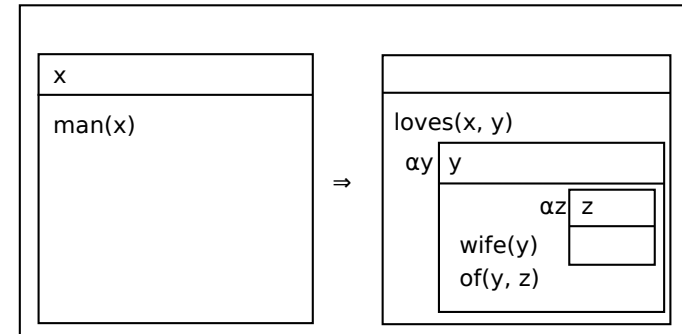 x
man(x)
⇒
loves(x, y)
αy y
αz z
wife(y)
of(y, z)